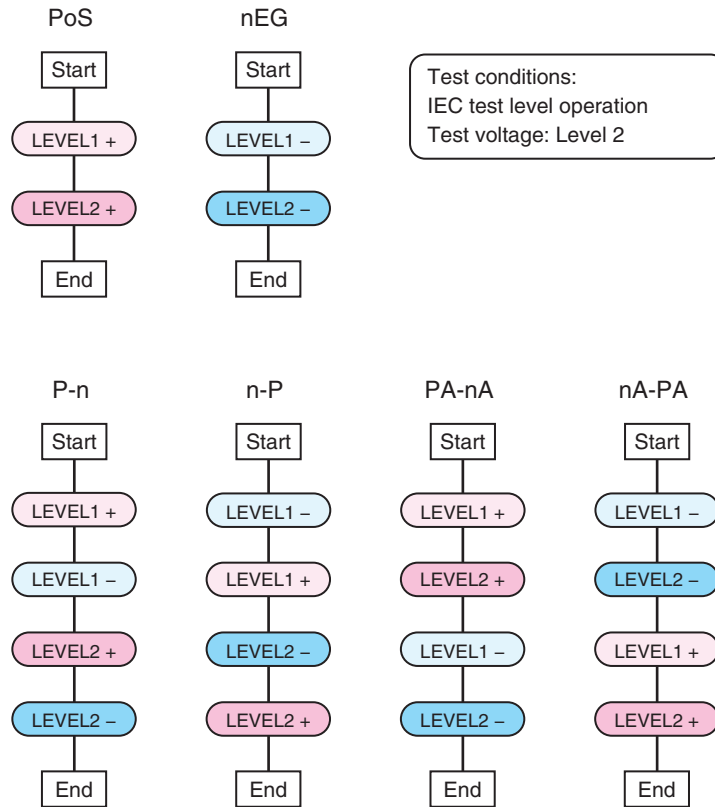 PoS
Start
LEVEL1 +
LEVEL2 +
End
nEG
Start
LEVEL1 −
LEVEL2 −
End
Test conditions:
IEC test level operation
Test voltage: Level 2
P-n
Start
LEVEL1 +
LEVEL1 −
LEVEL2 +
LEVEL2 −
End
n-P
Start
LEVEL1 −
LEVEL1 +
LEVEL2 −
LEVEL2 +
End
PA-nA
Start
LEVEL1 +
LEVEL2 +
LEVEL1 −
LEVEL2 −
End
nA-PA
Start
LEVEL1 −
LEVEL2 −
LEVEL1 +
LEVEL2 +
End